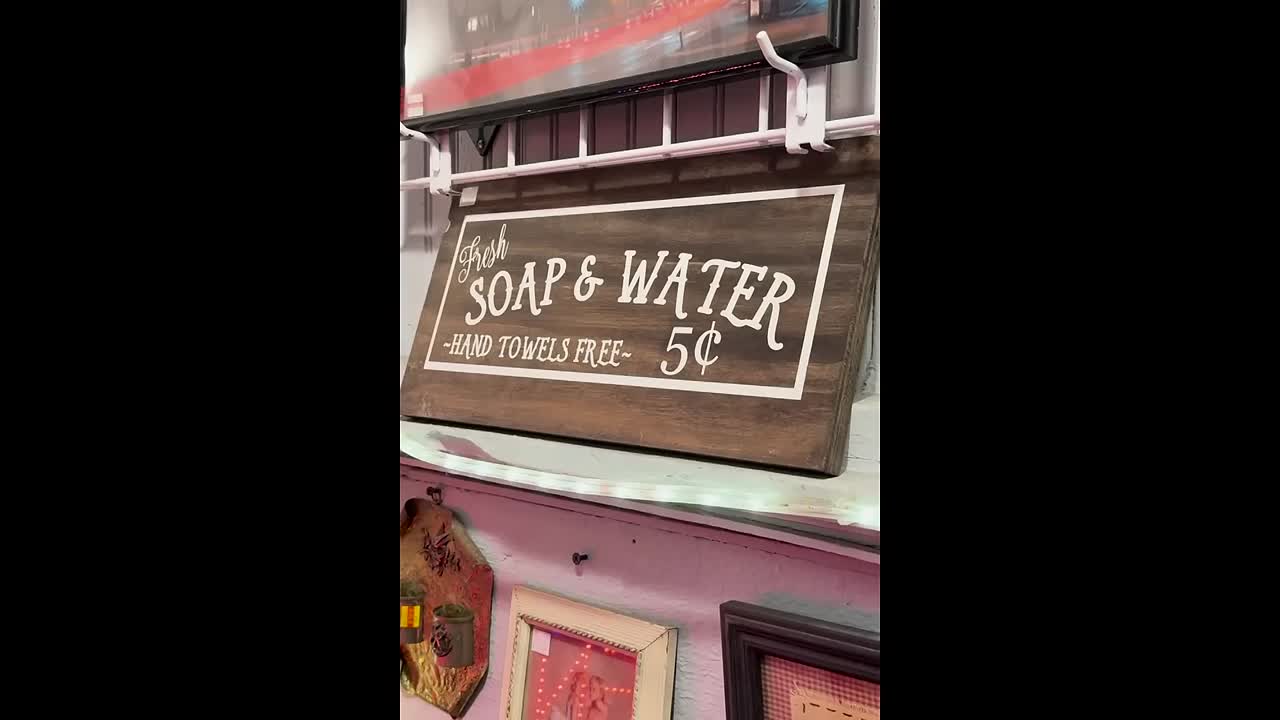 Fresh
SOAP & WATER
~HAND TOWELS FREE~ 5¢